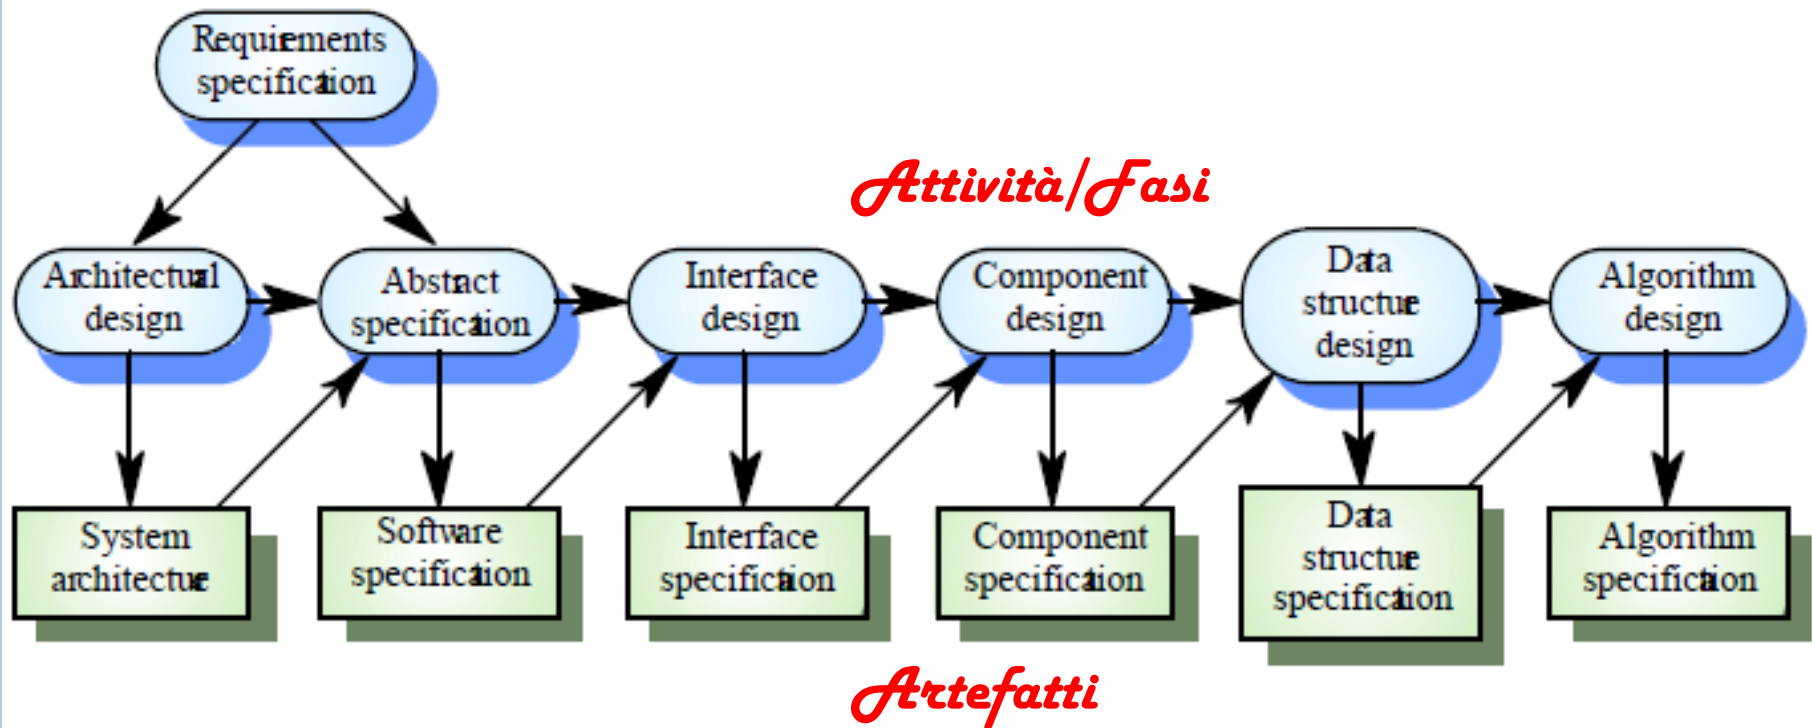 Requirements
specification
Attività/Fasi
Architectural
design
Abstract
specification
Interface
design
Component
design
Data
structure
design
Algorithm
design
System
architecture
Software
specification
Interface
specification
Component
specification
Data
structure
specification
Algorithm
specification
Artefatti